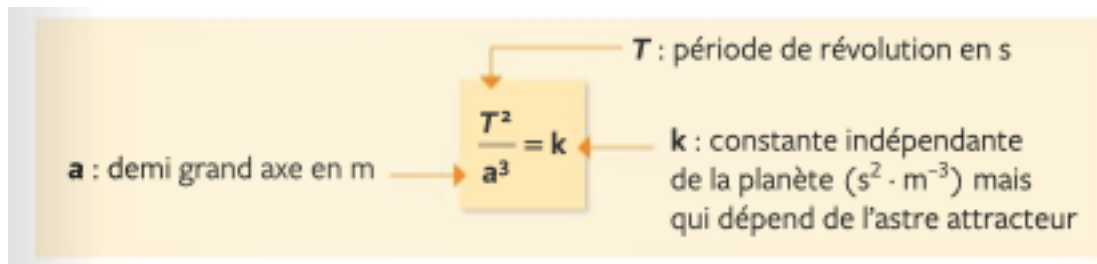 T : période de révolution en s
T²
—— = k
a³
a : demi grand axe en m
k : constante indépendante
de la planète (s² · m⁻³) mais
qui dépend de l'astre attracteur